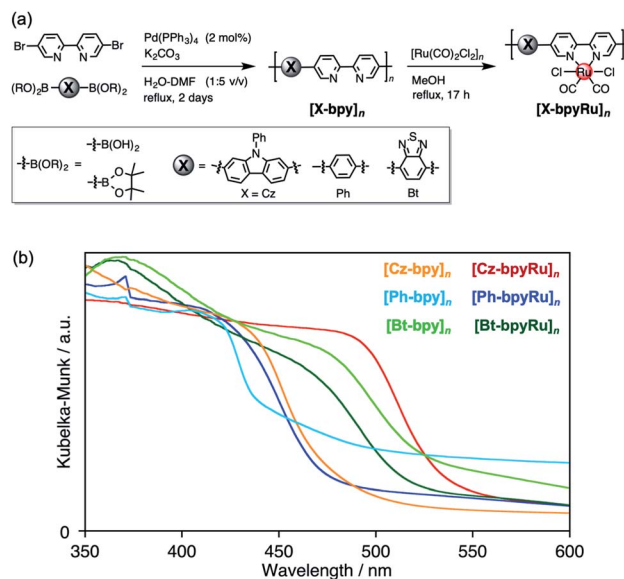 (a)
Br
Br
(RO)₂B X B(OR)₂
Pd(PPh₃)₄ (2 mol%)
K₂CO₃
H₂O-DMF (1:5 v/v)
reflux, 2 days
X
N N
n
[X-bpy]n
[Ru(CO)₂Cl₂]n
MeOH
reflux, 17 h
X
N N
n
Cl Ru Cl
OC CO
[X-bpyRu]n
B(OR)₂ =
B(OH)₂
O
B
O
X =
Ph
N
X = Cz
Ph
S
N N
Bt
(b)
[Cz-bpy]n [Cz-bpyRu]n
[Ph-bpy]n [Ph-bpyRu]n
[Bt-bpy]n [Bt-bpyRu]n
Kubelka-Munk / a.u.
0
350 400 450 500 550 600
Wavelength / nm